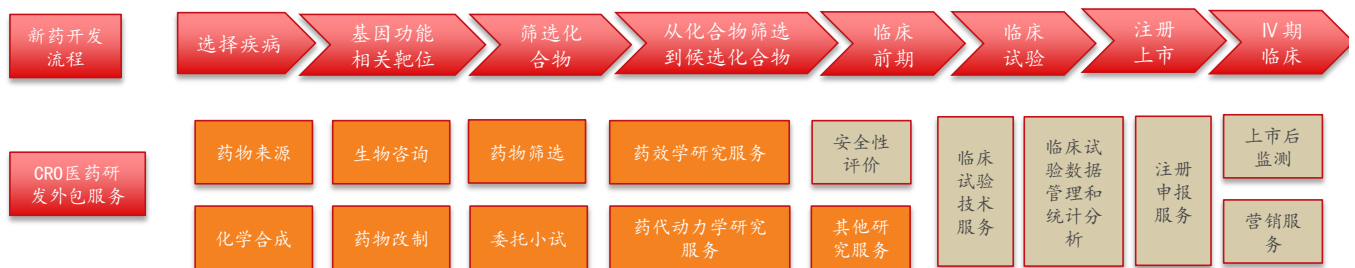 新药开发
流程
选择疾病
基因功能
相关靶位
筛选化
合物
从化合物筛选
到候选化合物
临床
前期
临床
试验
注册
上市
Ⅳ期
临床
CRO医药研
发外包服务
药物来源
生物咨询
药物筛选
药效学研究服务
安全性
评价
化学合成
药物改制
委托小试
药代动力学研究
服务
其他研
究服务
临床
试验
技术
服务
临床试
验数据
管理和
统计分
析
注册
申报
服务
上市后
监测
营销服
务